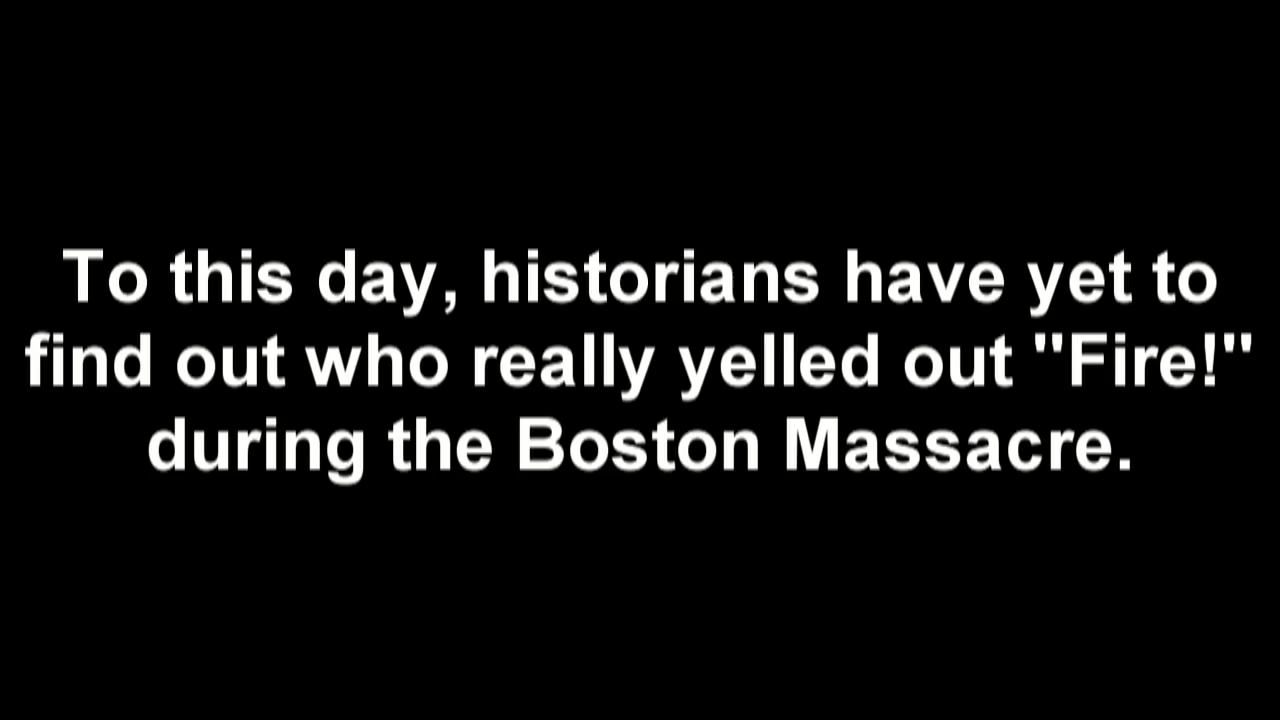 To this day, historians have yet to
find out who really yelled out "Fire!"
during the Boston Massacre.